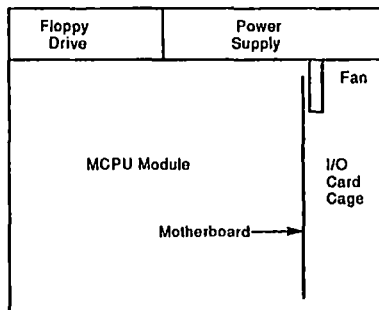 Floppy
Drive
Power
Supply
Fan
MCPU Module
I/O
Card
Cage
Motherboard